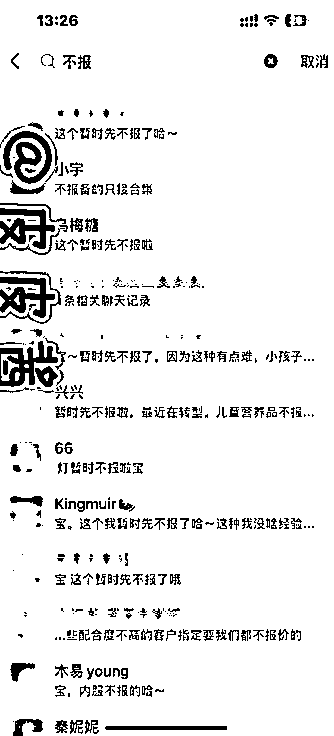 13:26
不报
取消
这个暂时先不报了哈～
小宇
不报备的只接合集
乌梅糖
这个暂时先不报啦
条相关聊天记录
～暂时先不报了，因为这种有点难，小孩子...
兴兴
暂时先不报啦，最近在转型，儿童营养品不报...
66
灯暂时不报啦宝
Kingmuir
宝，这个我暂时先不报了哈～这种我没啥经验...
宝 这个暂时先不报了哦
...些配合度不高的客户指定要我们都不报价的
木易 young
宝，内服不报的哈～
秦妮妮